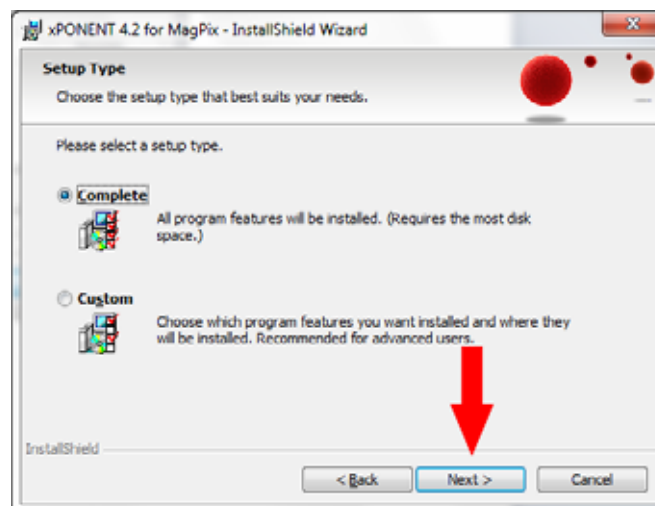 xPONENT 4.2 for MagPix - InstallShield Wizard
Setup Type
Choose the setup type that best suits your needs.
Please select a setup type.
Complete
All program features will be installed. (Requires the most disk
space.)
Custom
Choose which program features you want installed and where they
will be installed. Recommended for advanced users.
InstallShield
< Back Next > Cancel